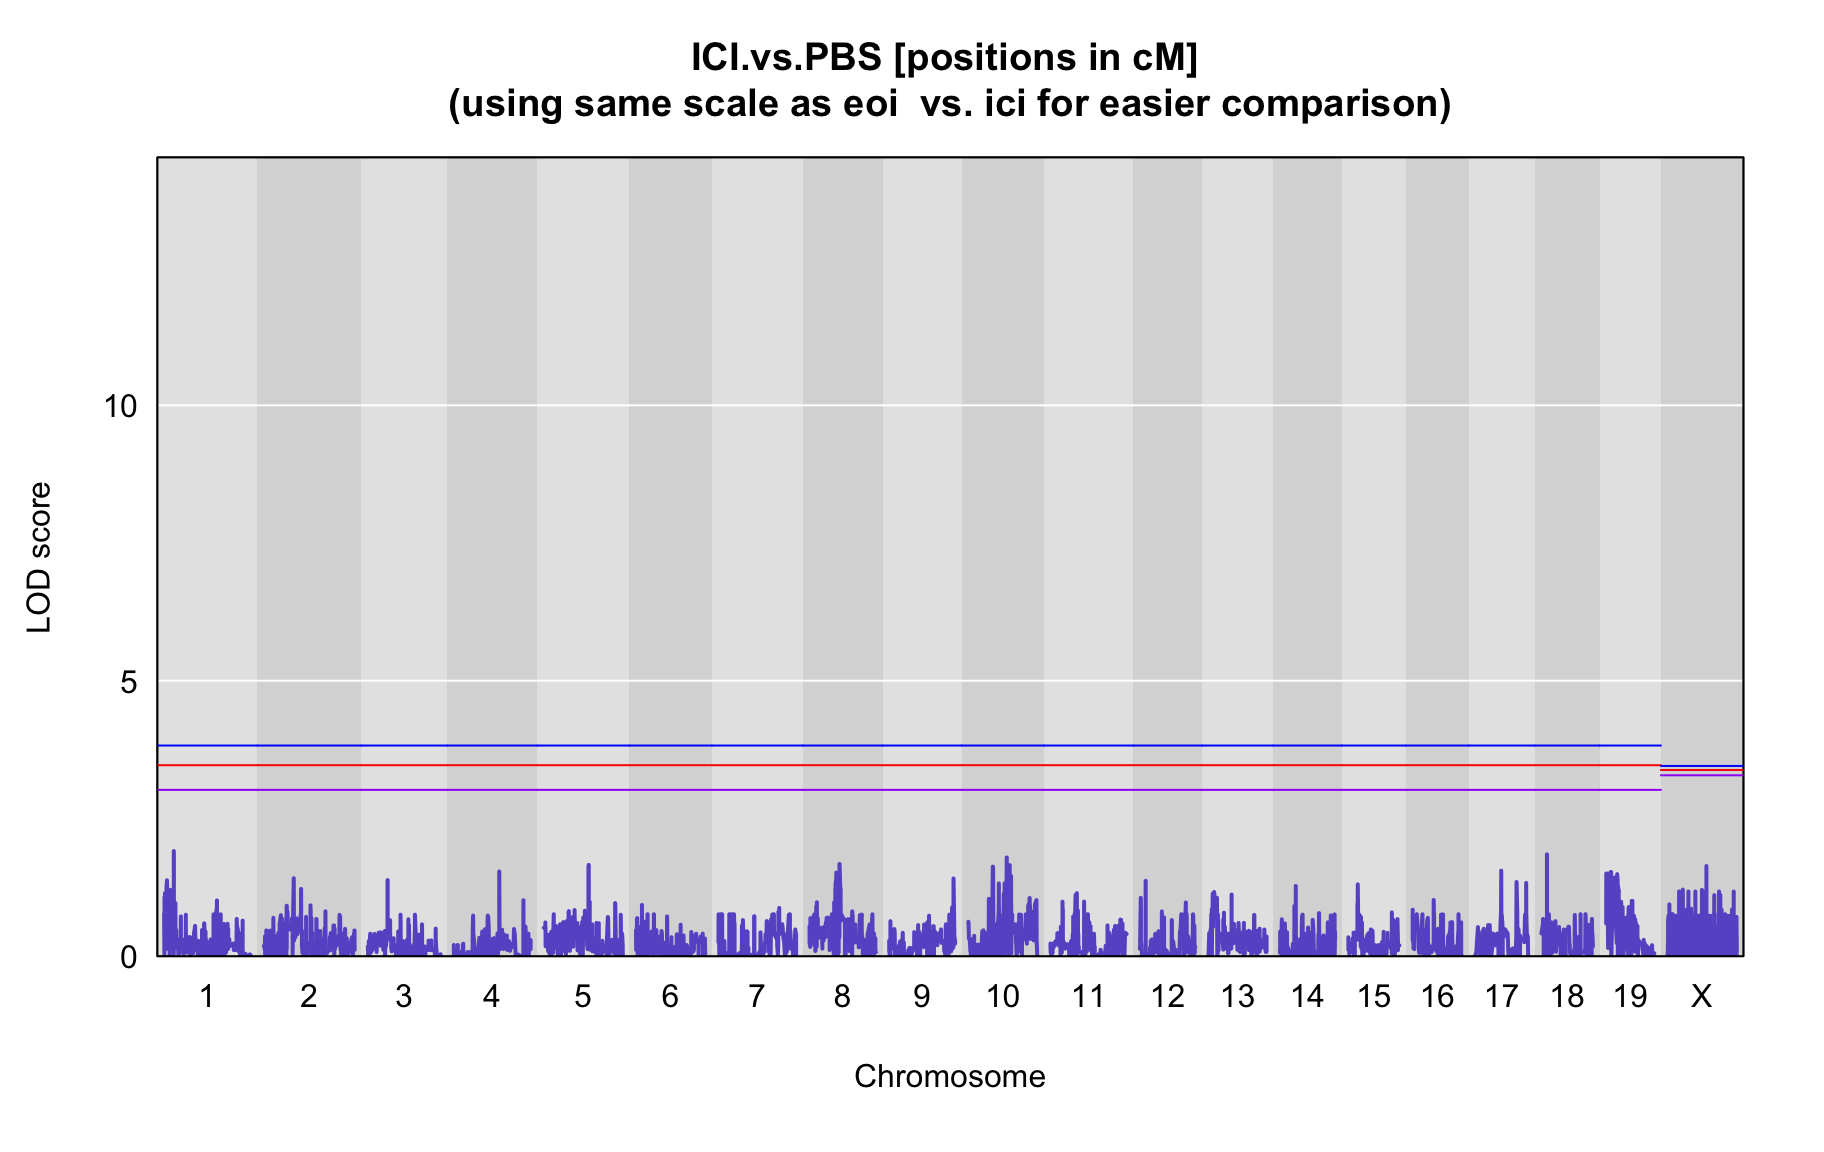 ICI.vs.PBS [positions in cM]
(using same scale as eoi  vs. ici for easier comparison)
LOD score
10
5
0
1 2 3 4 5 6 7 8 9 10 11 12 13 14 15 16 17 18 19 X
Chromosome